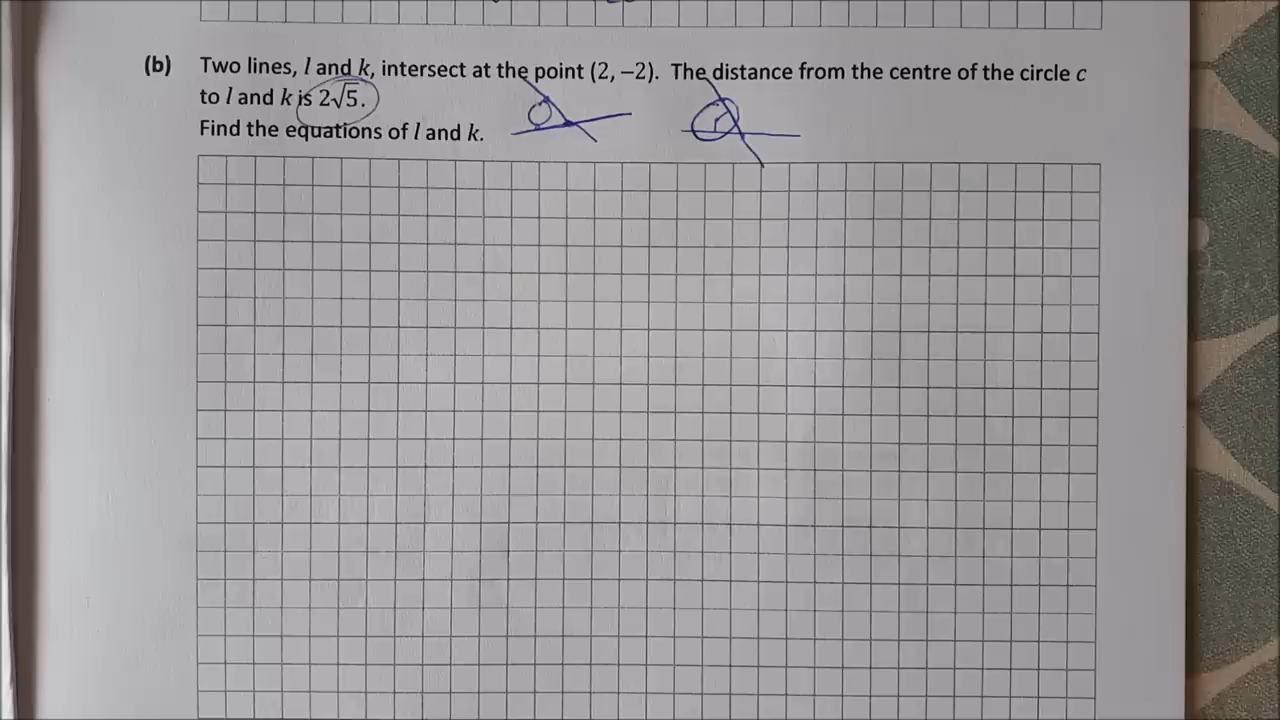 (b) Two lines, l and k, intersect at the point (2, −2). The distance from the centre of the circle c
to l and k is 2√5.
Find the equations of l and k.